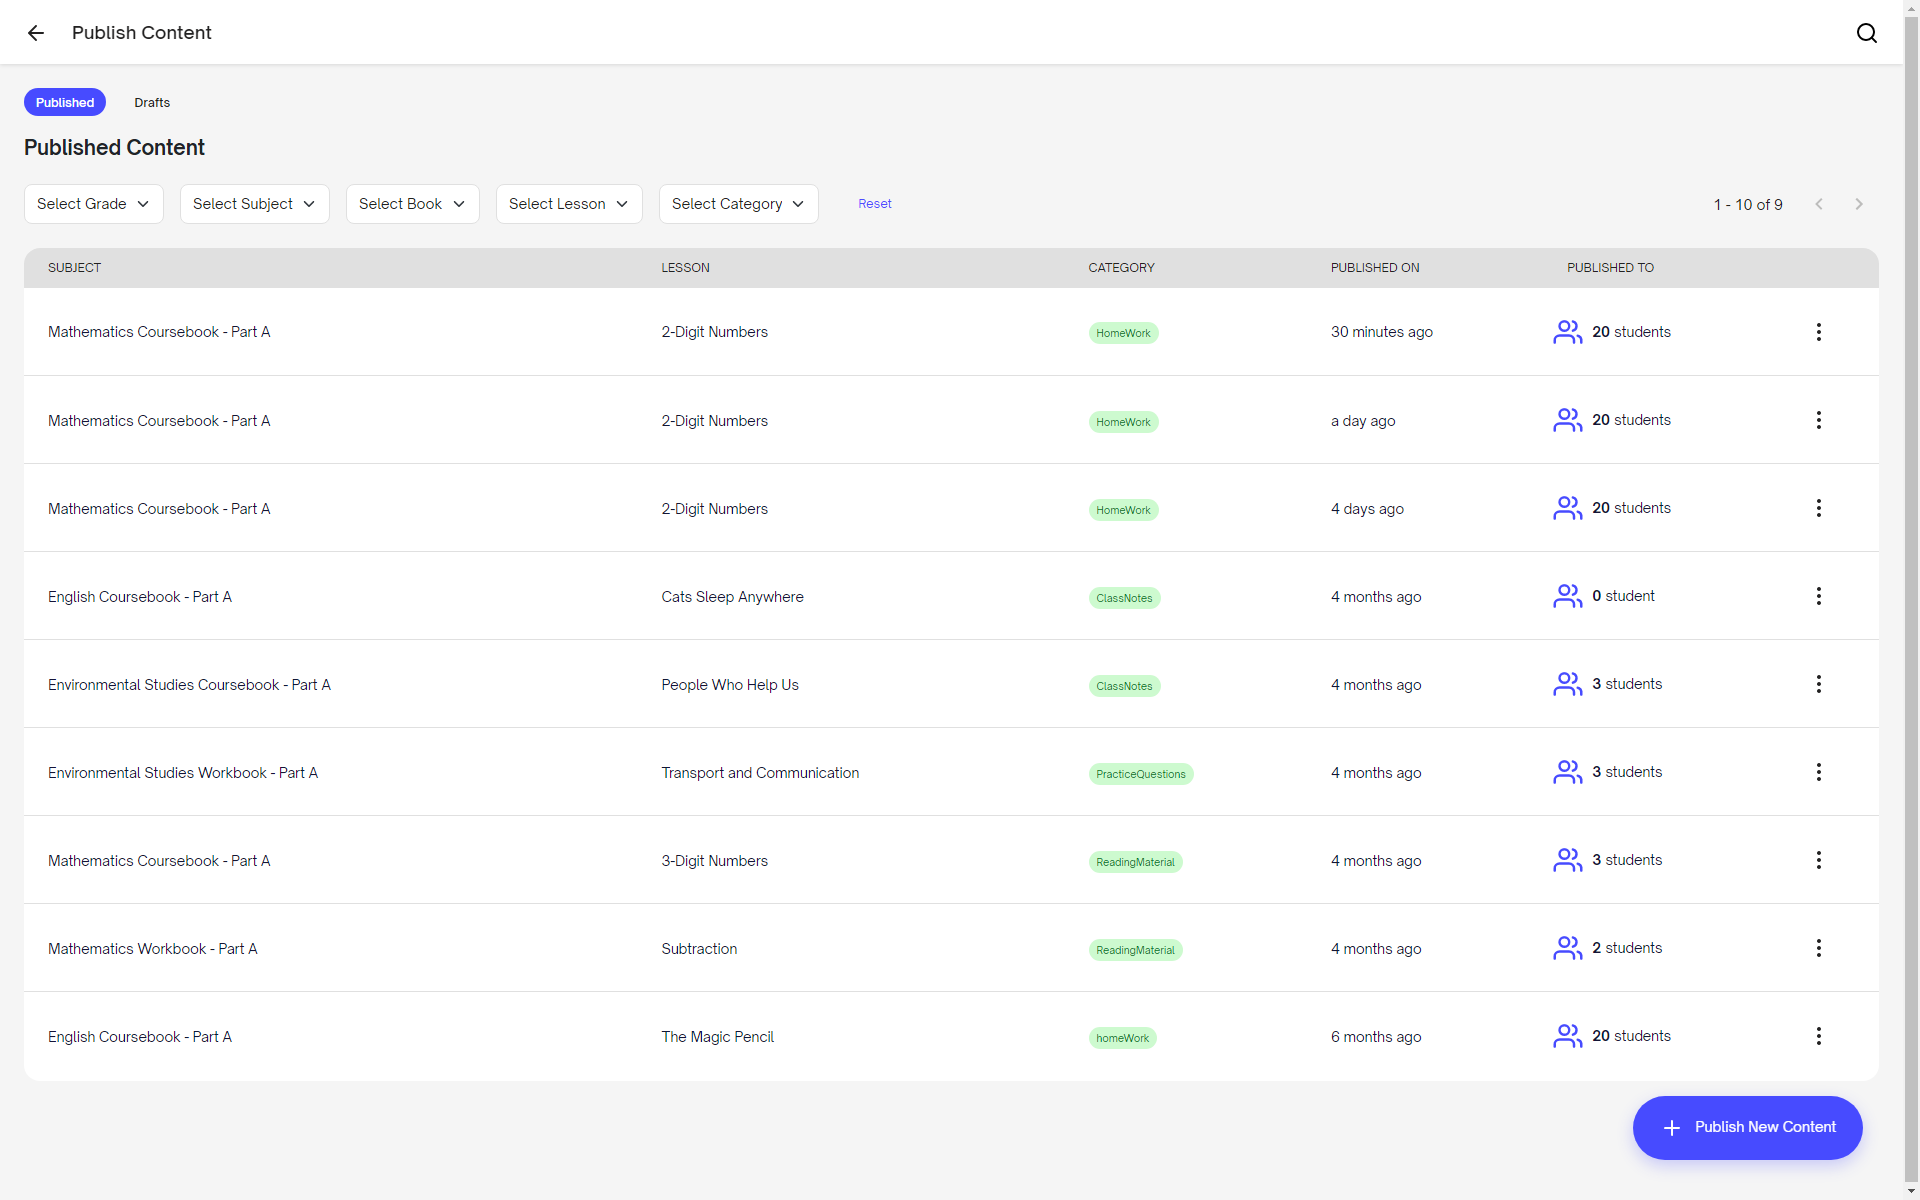 Publish Content
Published Drafts
Published Content
Select Grade Select Subject Select Book Select Lesson Select Category Reset 1 - 10 of 9
SUBJECT LESSON CATEGORY PUBLISHED ON PUBLISHED TO
Mathematics Coursebook - Part A 2-Digit Numbers HomeWork 30 minutes ago 20 students
Mathematics Coursebook - Part A 2-Digit Numbers HomeWork a day ago 20 students
Mathematics Coursebook - Part A 2-Digit Numbers HomeWork 4 days ago 20 students
English Coursebook - Part A Cats Sleep Anywhere ClassNotes 4 months ago 0 student
Environmental Studies Coursebook - Part A People Who Help Us ClassNotes 4 months ago 3 students
Environmental Studies Workbook - Part A Transport and Communication PracticeQuestions 4 months ago 3 students
Mathematics Coursebook - Part A 3-Digit Numbers ReadingMaterial 4 months ago 3 students
Mathematics Workbook - Part A Subtraction ReadingMaterial 4 months ago 2 students
English Coursebook - Part A The Magic Pencil homeWork 6 months ago 20 students
Publish New Content